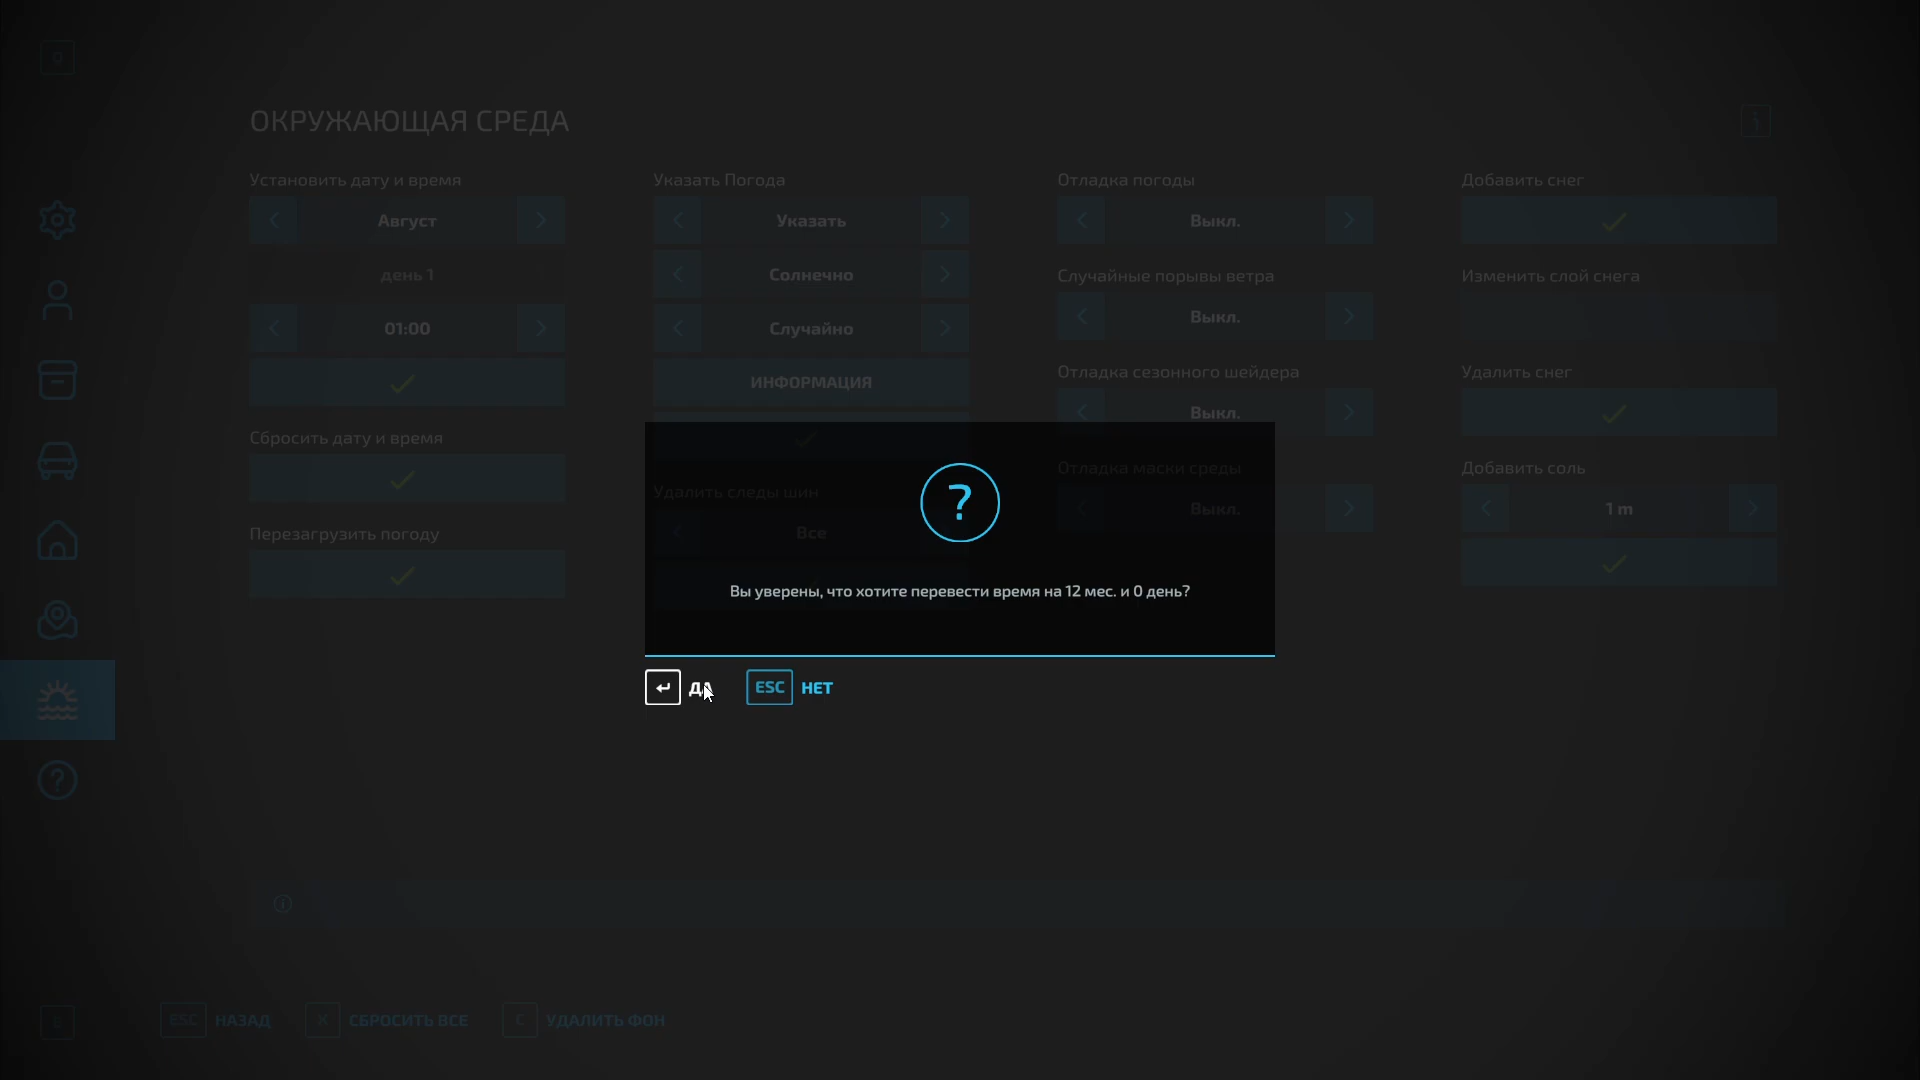 Q
ОКРУЖАЮЩАЯ СРЕДА
Установить дату и время
Август
день 1
01:00
Сбросить дату и время
Перезагрузить погоду
Указать Погода
Указать
Солнечно
Случайно
ИНФОРМАЦИЯ
Удалить следы шин
Все
Отладка погоды
Выкл.
Случайные порывы ветра
Выкл.
Отладка сезонного шейдера
Выкл.
Отладка маски среды
Выкл.
Добавить снег
Изменить слой снега
Удалить снег
Добавить соль
1 m
?
Вы уверены, что хотите перевести время на 12 мес. и 0 день?
ДА
ESC НЕТ
E
ESC НАЗАД
X СБРОСИТЬ ВСЕ
C УДАЛИТЬ ФОН